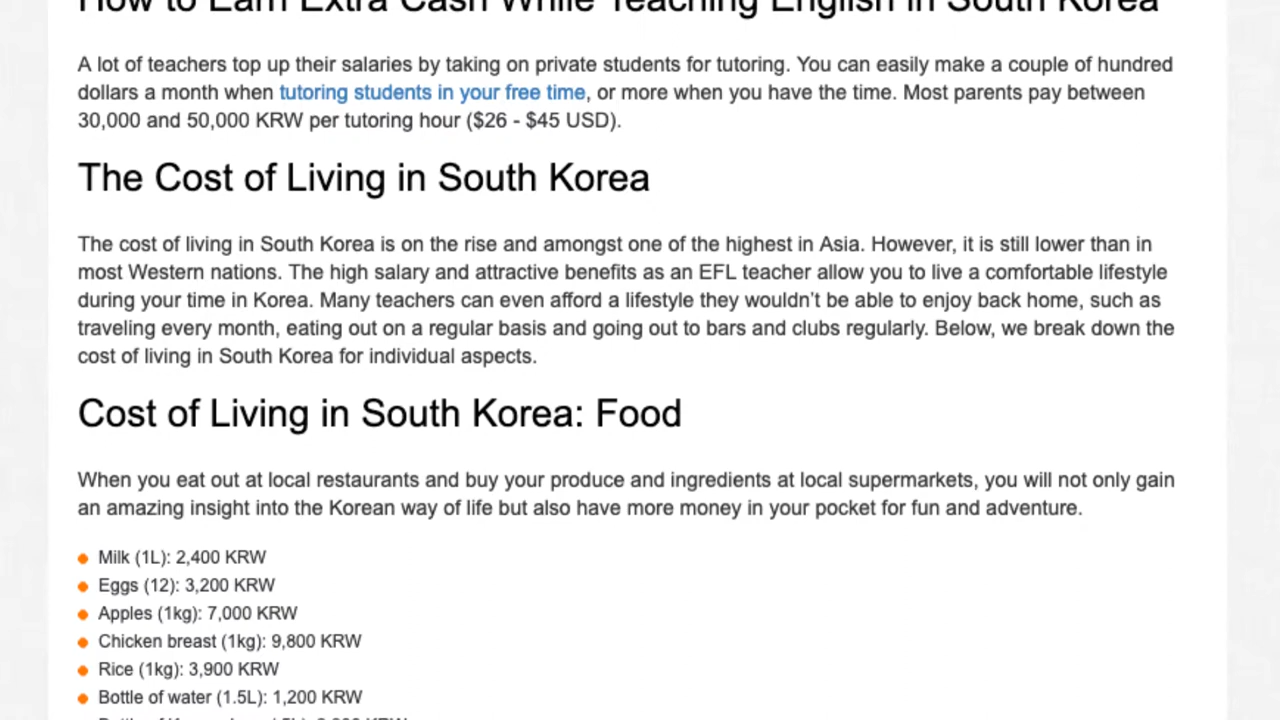 How to Earn Extra Cash While Teaching English in South Korea
A lot of teachers top up their salaries by taking on private students for tutoring. You can easily make a couple of hundred
dollars a month when tutoring students in your free time, or more when you have the time. Most parents pay between
30,000 and 50,000 KRW per tutoring hour ($26 - $45 USD).
The Cost of Living in South Korea
The cost of living in South Korea is on the rise and amongst one of the highest in Asia. However, it is still lower than in
most Western nations. The high salary and attractive benefits as an EFL teacher allow you to live a comfortable lifestyle
during your time in Korea. Many teachers can even afford a lifestyle they wouldn't be able to enjoy back home, such as
traveling every month, eating out on a regular basis and going out to bars and clubs regularly. Below, we break down the
cost of living in South Korea for individual aspects.
Cost of Living in South Korea: Food
When you eat out at local restaurants and buy your produce and ingredients at local supermarkets, you will not only gain
an amazing insight into the Korean way of life but also have more money in your pocket for fun and adventure.
Milk (1L): 2,400 KRW
Eggs (12): 3,200 KRW
Apples (1kg): 7,000 KRW
Chicken breast (1kg): 9,800 KRW
Rice (1kg): 3,900 KRW
Bottle of water (1.5L): 1,200 KRW